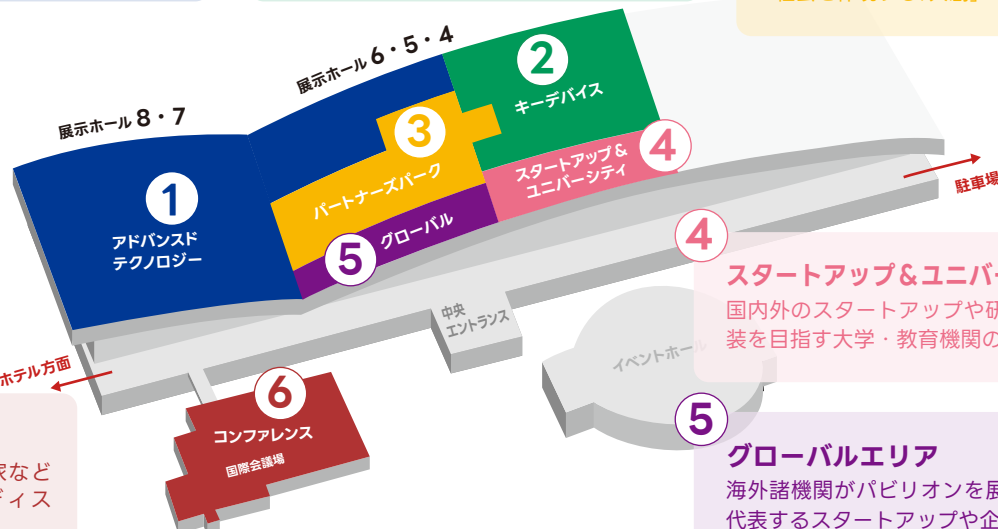 展示ホール8・7
展示ホール6・5・4
1
アドバンスド
テクノロジー
2
キーデバイス
3
パートナーズパーク
4
スタートアップ&
ユニバーシティ
5
グローバル
駐車場
中央
エントランス
イベントホール
ホテル方面
6
コンファレンス
国際会議場
4
スタートアップ&ユニバ
国内外のスタートアップや研
装を目指す大学・教育機関の
5
グローバルエリア
海外諸機関がパビリオンを展
代表するスタートアップや企
家など
ディス